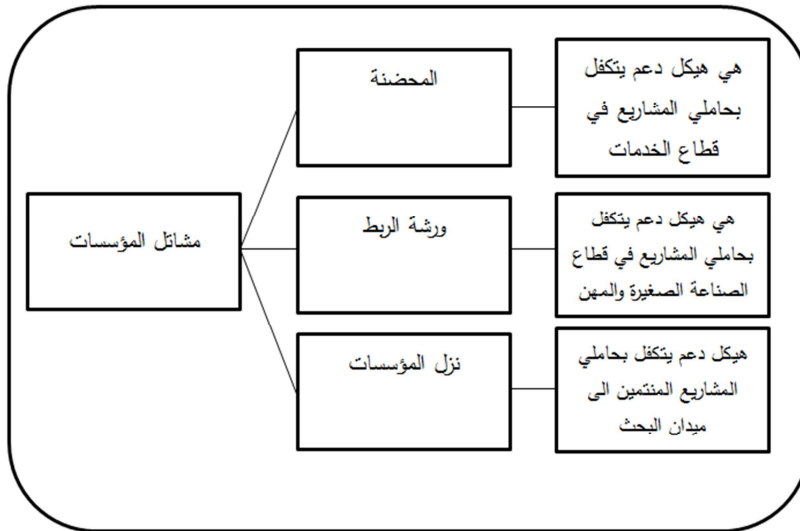 مشاتل المؤسسات
المحضنة
هي هيكل دعم يتكفل
بحاملي المشاريع في
قطاع الخدمات
ورشة الربط
هي هيكل دعم يتكفل
بحاملي المشاريع في قطاع
الصناعة الصغيرة والمهن
نزل المؤسسات
هيكل دعم يتكفل بحاملي
المشاريع المنتمين الى
ميدان البحث